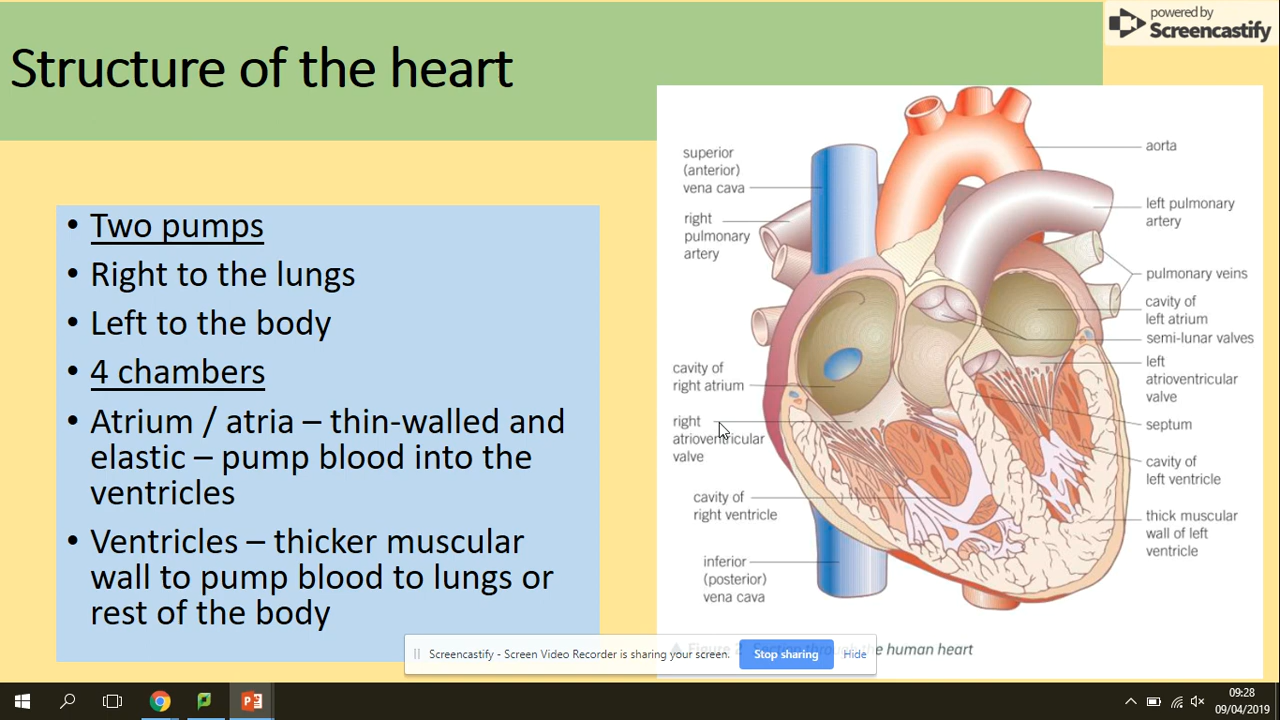 powered by
Screencastify
Structure of the heart
• Two pumps
• Right to the lungs
• Left to the body
• 4 chambers
• Atrium / atria – thin-walled and
elastic – pump blood into the
ventricles
• Ventricles – thicker muscular
wall to pump blood to lungs or
rest of the body
superior
(anterior)
vena cava
right
pulmonary
artery
cavity of
right atrium
right
atrioventricular
valve
cavity of
right ventricle
inferior
(posterior)
vena cava
aorta
left pulmonary
artery
pulmonary veins
cavity of
left atrium
semi-lunar valves
left
atrioventricular
valve
septum
cavity of
left ventricle
thick muscular
wall of left
ventricle
human heart
Screencastify - Screen Video Recorder is sharing your screen.
Stop sharing
Hide
09:28
09/04/2019